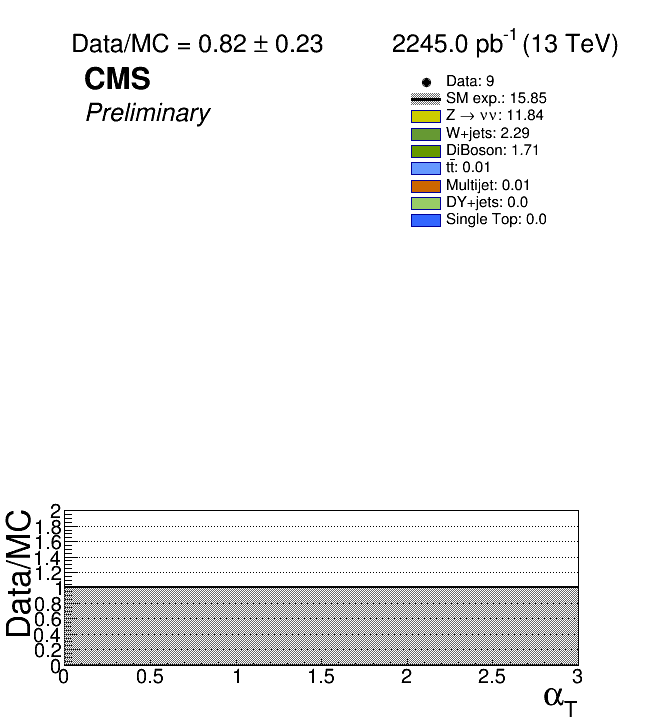 Data/MC = 0.82 ± 0.23
2245.0 pb⁻¹ (13 TeV)
CMS
Preliminary
Data: 9
SM exp.: 15.85
Z → νν: 11.84
W+jets: 2.29
DiBoson: 1.71
tt̄: 0.01
Multijet: 0.01
DY+jets: 0.0
Single Top: 0.0
Data/MC
2
1.8
1.6
1.4
1.2
1
0.8
0.6
0.4
0.2
0
0 0.5 1 1.5 2 2.5 3
α_T